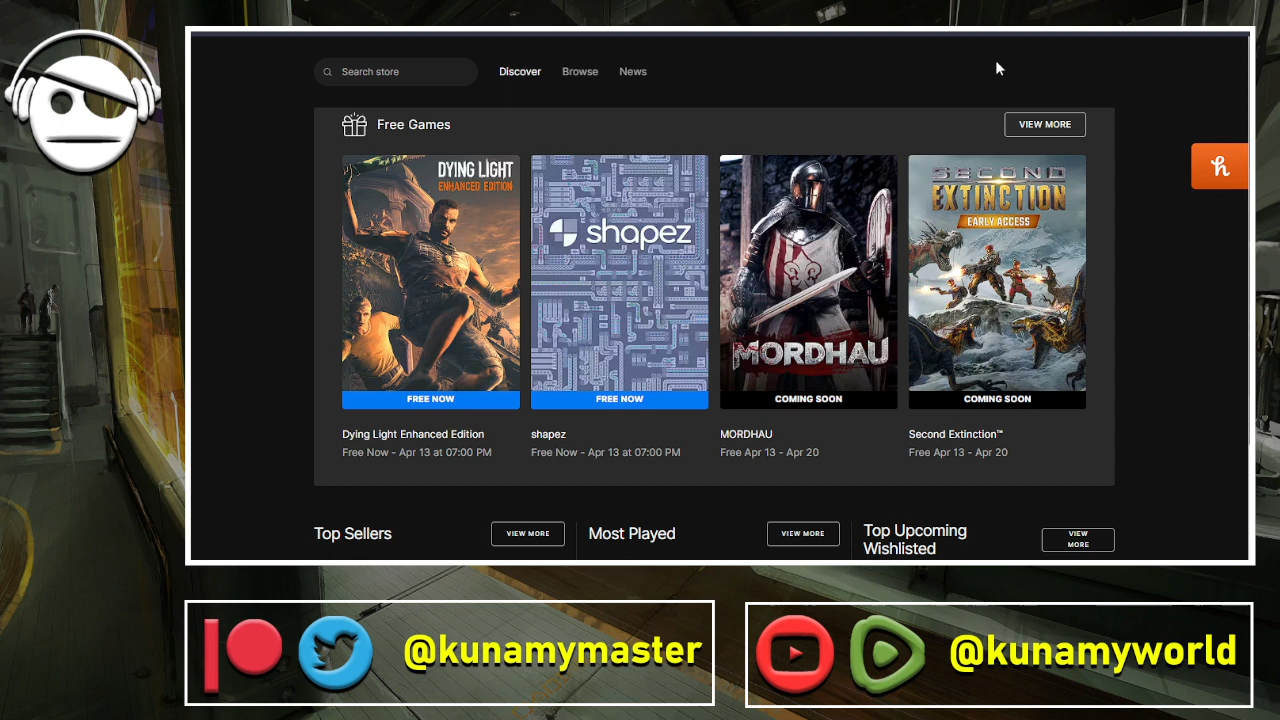 Search store
Discover
Browse
News
Free Games
VIEW MORE
DYING LIGHT
ENHANCED EDITION
shapez
MORDHAU
SECOND
EXTINCTION
EARLY ACCESS
FREE NOW
FREE NOW
COMING SOON
COMING SOON
Dying Light Enhanced Edition
shapez
MORDHAU
Second Extinction™
Free Now - Apr 13 at 07:00 PM
Free Now - Apr 13 at 07:00 PM
Free Apr 13 - Apr 20
Free Apr 13 - Apr 20
Top Sellers
VIEW MORE
Most Played
VIEW MORE
Top Upcoming
Wishlisted
VIEW
MORE
@kunamymaster
@kunamyworld